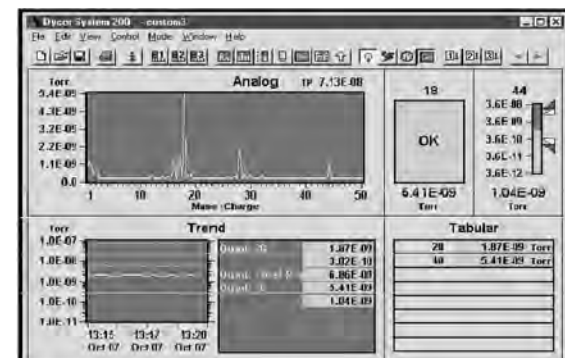 Dycor System 200 - custom3
File Edit View Control Mode Window Help
Torr
Analog
TP 7.13E-08
5.4E-09
4.3E-09
3.2E-09
2.2E-09
1.1E-09
0.0
1 10 20 30 40 50
Mass/Charge
18
OK
5.41E-09
Torr
44
3.6E-08
3.6E-09
3.6E-10
3.6E-11
3.6E-12
1.04E-09
Torr
Torr
Trend
1.0E-07
1.0E-08
1.0E-09
1.0E-10
1.0E-11
13:15 13:17 13:20
Oct 07 Oct 07 Oct 07
1.87E-09
3.02E-10
6.86E-09
5.41E-09
1.04E-09
Tabular
28 1.87E-09 Torr
40 5.41E-09 Torr